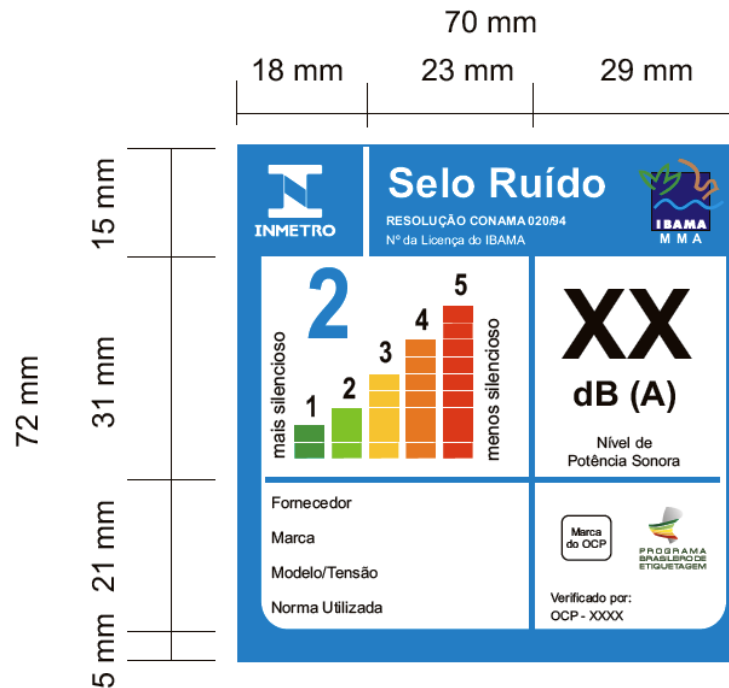 70 mm
18 mm
23 mm
29 mm
15 mm
31 mm
72 mm
21 mm
5 mm
INMETRO
Selo Ruído
RESOLUÇÃO CONAMA 020/94
Nº da Licença do IBAMA
IBAMA
MMA
2
mais silencioso
1
2
3
4
5
menos silencioso
XX
dB (A)
Nível de
Potência Sonora
Fornecedor
Marca
Modelo/Tensão
Norma Utilizada
Marca
do OCP
PROGRAMA
BRASILERO DE
ETIQUETAGEM
Verificado por:
OCP - XXXX